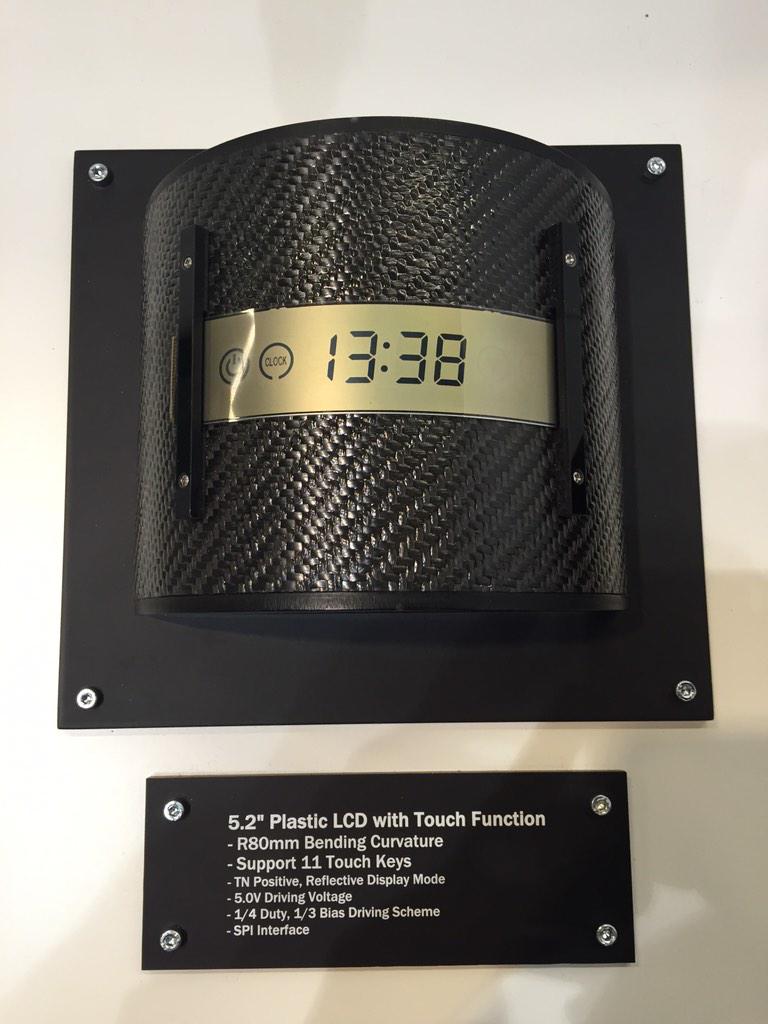 CLOCK 13:38
5.2" Plastic LCD with Touch Function
- R80mm Bending Curvature
- Support 11 Touch Keys
- TN Positive, Reflective Display Mode
- 5.0V Driving Voltage
- 1/4 Duty, 1/3 Bias Driving Scheme
- SPI Interface